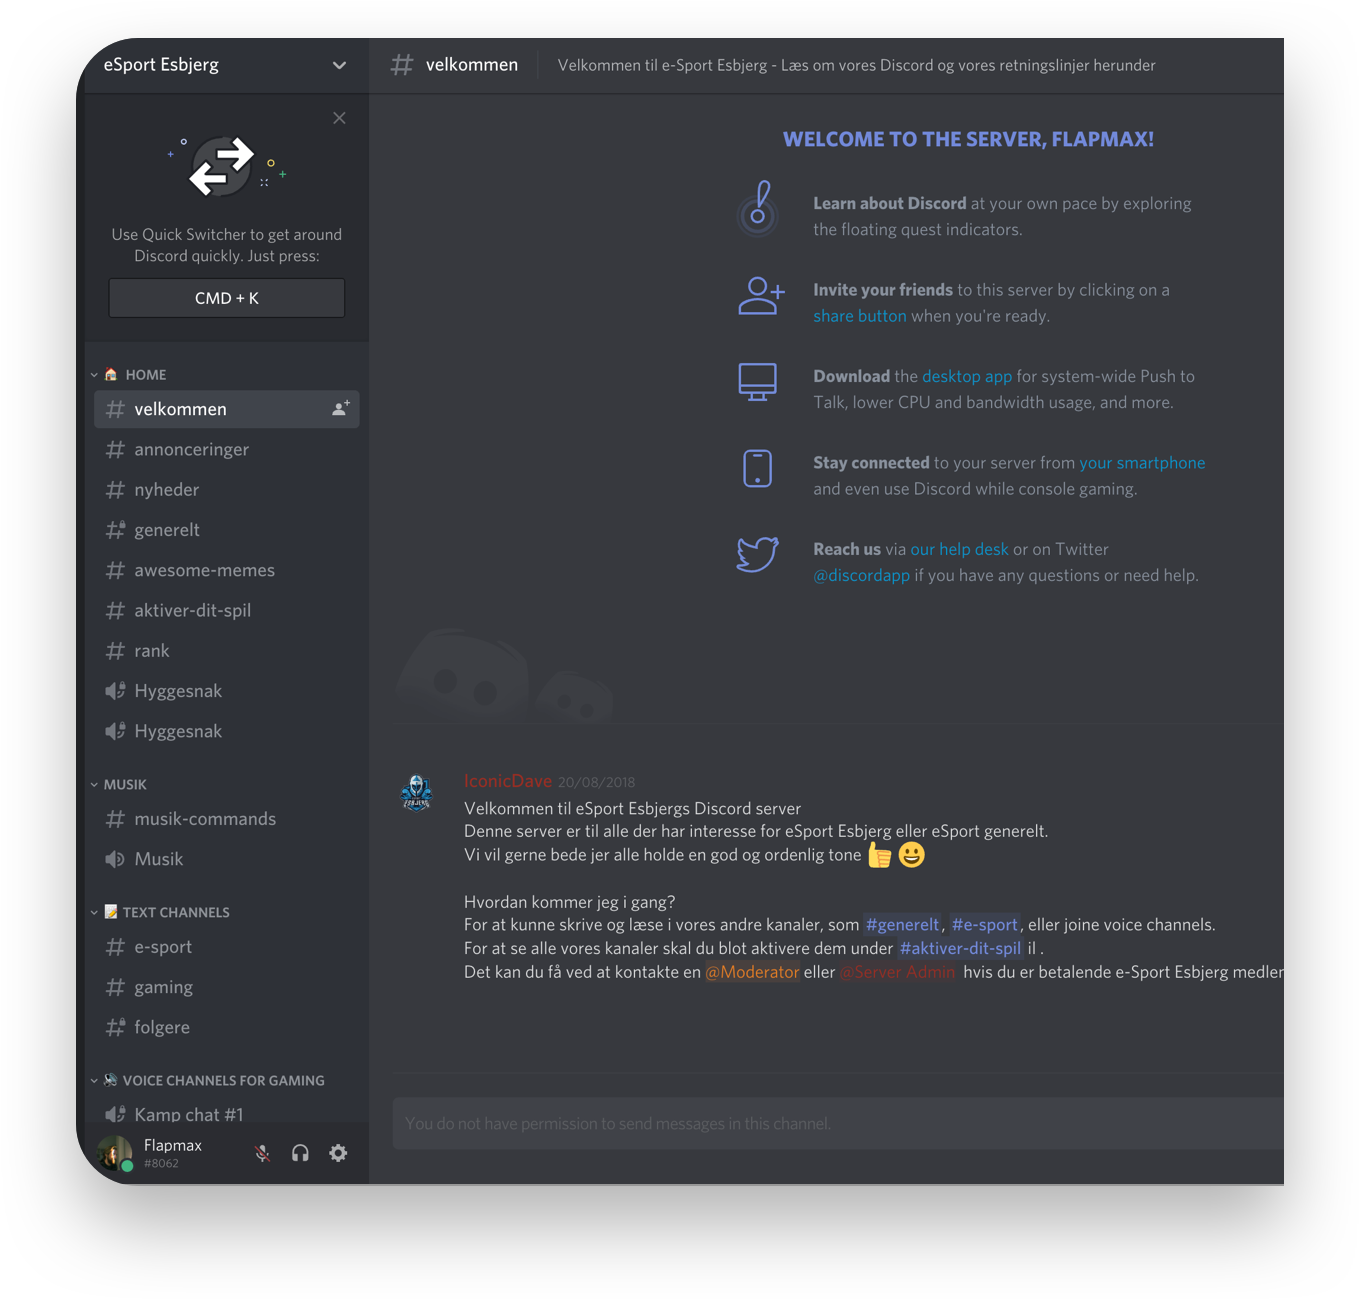 eSport Esbjerg
Use Quick Switcher to get around
Discord quickly. Just press:
CMD + K
HOME
velkommen
annonceringer
nyheder
generelt
awesome-memes
aktiver-dit-spil
rank
Hyggesnak
Hyggesnak
MUSIK
musik-commands
Musik
TEXT CHANNELS
e-sport
gaming
folgere
VOICE CHANNELS FOR GAMING
Kamp chat #1
Flapmax
#8062
# velkommen
Velkommen til e-Sport Esbjerg - Læs om vores Discord og vores retningslinjer herunder
WELCOME TO THE SERVER, FLAPMAX!
Learn about Discord at your own pace by exploring
the floating quest indicators.
Invite your friends to this server by clicking on a
share button when you're ready.
Download the desktop app for system-wide Push to
Talk, lower CPU and bandwidth usage, and more.
Stay connected to your server from your smartphone
and even use Discord while console gaming.
Reach us via our help desk or on Twitter
@discordapp if you have any questions or need help.
ESBJERG
IconicDave 20/08/2018
Velkommen til eSport Esbjergs Discord server
Denne server er til alle der har interesse for eSport Esbjerg eller eSport generelt.
Vi vil gerne bede jer alle holde en god og ordenlig tone 👍 😀
Hvordan kommer jeg i gang?
For at kunne skrive og læse i vores andre kanaler, som #generelt, #e-sport, eller joine voice channels.
For at se alle vores kanaler skal du blot aktivere dem under #aktiver-dit-spil il .
Det kan du få ved at kontakte en @Moderator eller @Server Admin hvis du er betalende e-Sport Esbjerg medler
You do not have permission to send messages in this channel.